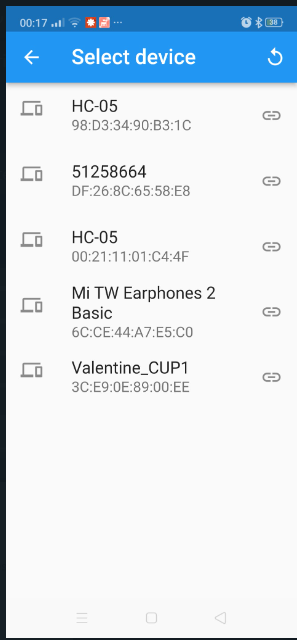 00:17
38
Select device
HC-05
98:D3:34:90:B3:1C
51258664
DF:26:8C:65:58:E8
HC-05
00:21:11:01:C4:4F
Mi TW Earphones 2
Basic
6C:CE:44:A7:E5:C0
Valentine_CUP1
3C:E9:0E:89:00:EE